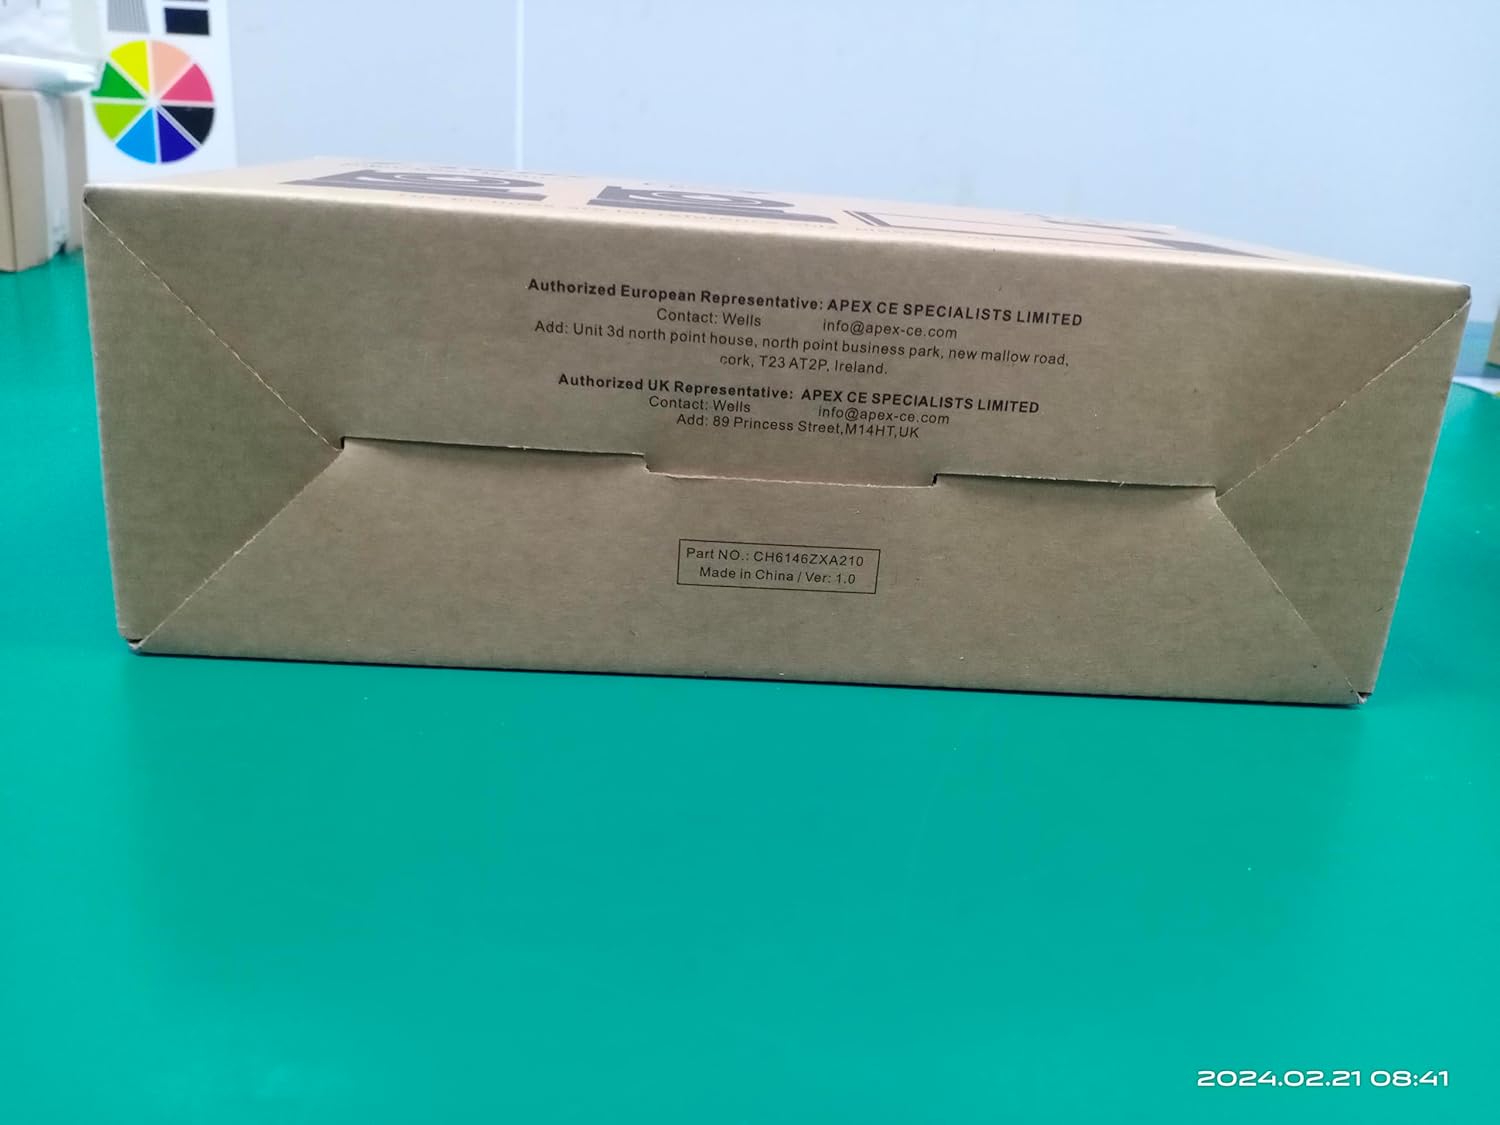 Authorized European Representative: APEX CE SPECIALISTS LIMITED
Contact: Wells info@apex-ce.com
Add: Unit 3d north point house, north point business park, new mallow road,
cork, T23 AT2P, Ireland.
Authorized UK Representative: APEX CE SPECIALISTS LIMITED
Contact: Wells info@apex-ce.com
Add: 89 Princess Street,M14HT,UK
Part NO.: CH6146ZXA210
Made in China / Ver: 1.0
2024.02.21 08:41